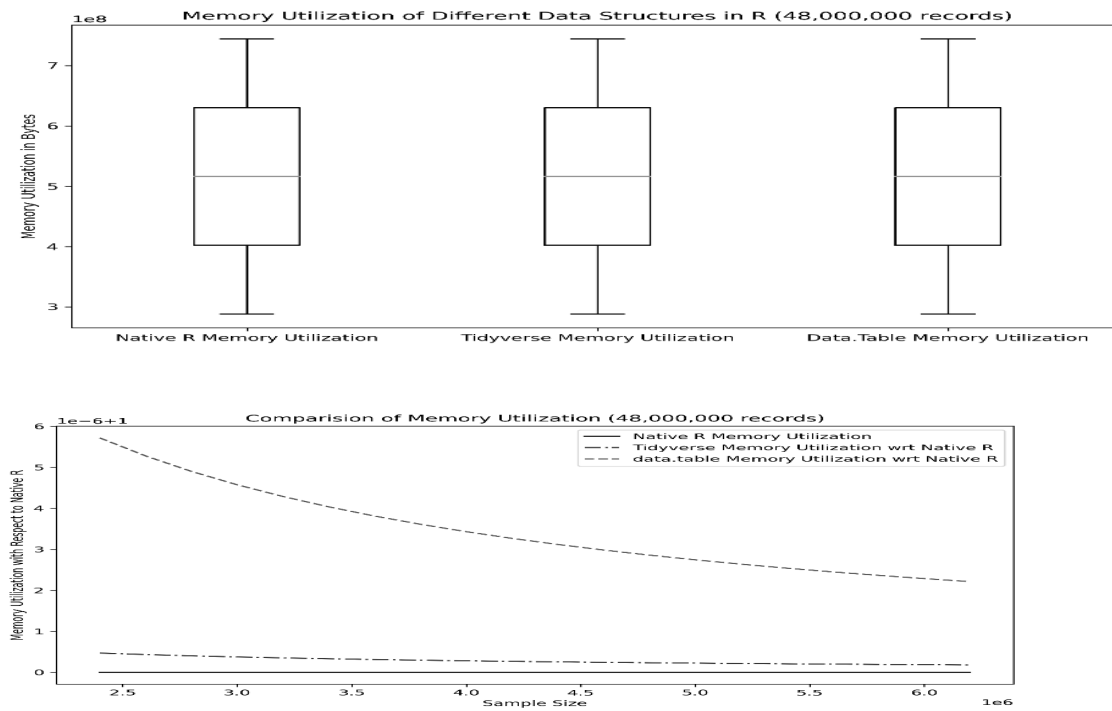 Memory Utilization of Different Data Structures in R (48,000,000 records)
1e8
7
6
5
4
3
Memory Utilization in Bytes
Native R Memory Utilization
Tidyverse Memory Utilization
Data.Table Memory Utilization
Comparision of Memory Utilization (48,000,000 records)
1e−6+1
6
5
4
3
2
1
0
Memory Utilization with Respect to Native R
Native R Memory Utilization
Tidyverse Memory Utilization wrt Native R
data.table Memory Utilization wrt Native R
2.5 3.0 3.5 4.0 4.5 5.0 5.5 6.0
Sample Size
1e6